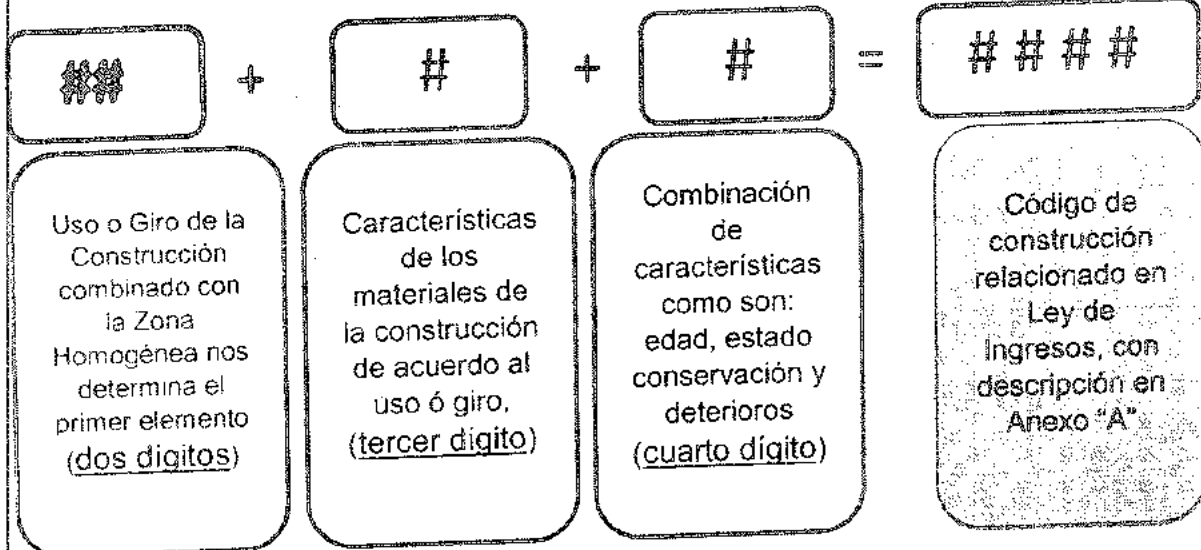 ## + # + # = # # # #
Uso o Giro de la
Construcción
combinado con
la Zona
Homogénea nos
determina el
primer elemento
(dos digitos)
Características
de los
materiales de
la construcción
de acuerdo al
uso ó giro,
(tercer digito)
Combinación
de
características
como son:
edad, estado
conservación y
deterioros
(cuarto dígito)
Código de
construcción
relacionado en
Ley de
Ingresos, con
descripción en
Anexo "A"